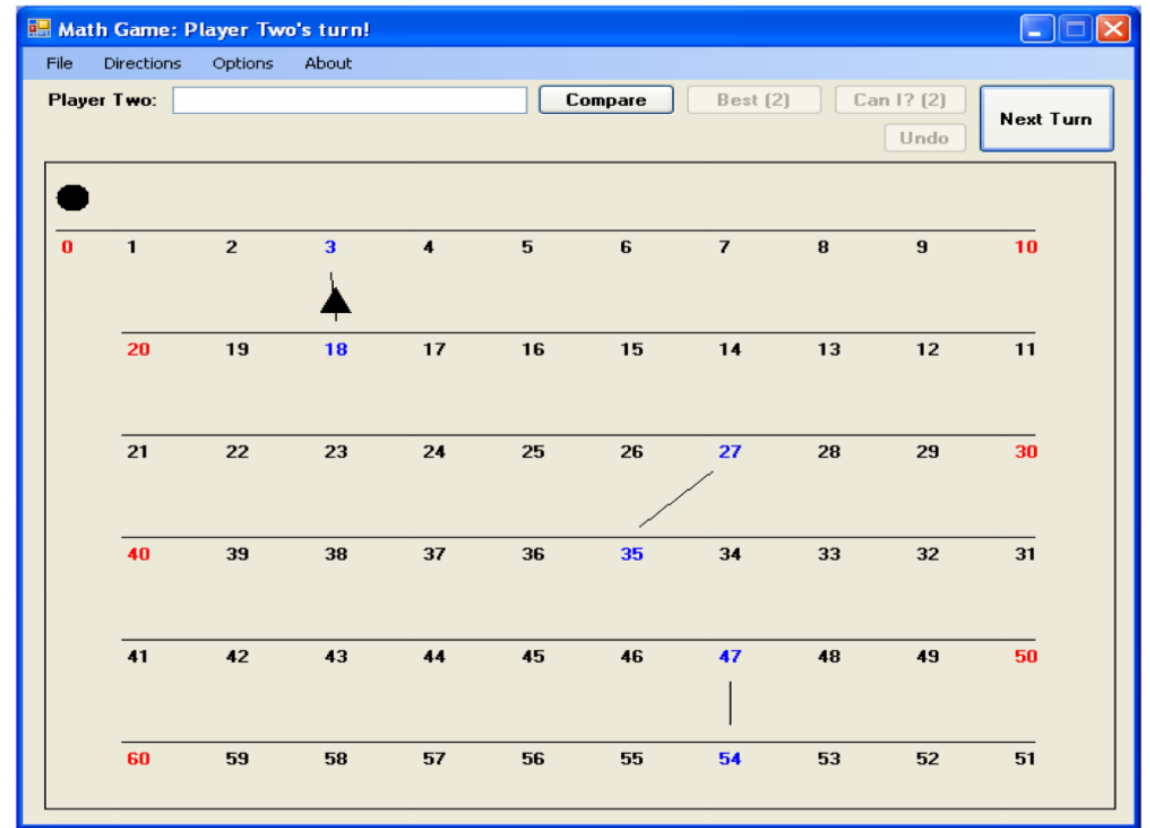 Math Game: Player Two's turn!
File Directions Options About
Player Two: Compare Best (2) Can I? (2) Next Turn
Undo
0 1 2 3 4 5 6 7 8 9 10
20 19 18 17 16 15 14 13 12 11
21 22 23 24 25 26 27 28 29 30
40 39 38 37 36 35 34 33 32 31
41 42 43 44 45 46 47 48 49 50
60 59 58 57 56 55 54 53 52 51